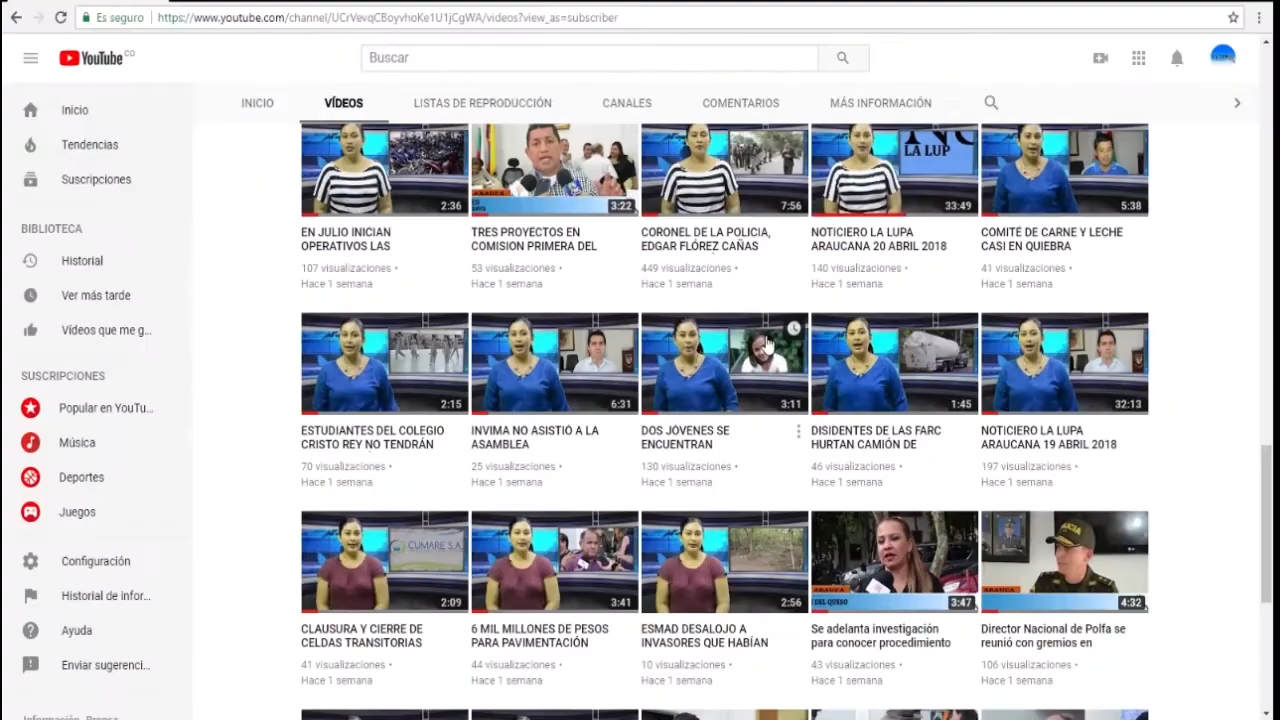 Es seguro
https://www.youtube.com/channel/UCrVevqCBoyvhoKe1U1jCgWA/videos?view_as=subscriber
YouTube CO
Buscar
INICIO
VÍDEOS
LISTAS DE REPRODUCCIÓN
CANALES
COMENTARIOS
MÁS INFORMACIÓN
Inicio
Tendencias
Suscripciones
BIBLIOTECA
Historial
Ver más tarde
Vídeos que me g...
SUSCRIPCIONES
Popular en YouTu...
Música
Deportes
Juegos
Configuración
Historial de infor...
Ayuda
Enviar sugerenci...
2:36
EN JULIO INICIAN
OPERATIVOS LAS
107 visualizaciones •
Hace 1 semana
ARAUCA
3:22
TRES PROYECTOS EN
COMISION PRIMERA DEL
53 visualizaciones •
Hace 1 semana
7:56
CORONEL DE LA POLICIA,
EDGAR FLÓREZ CAÑAS
449 visualizaciones •
Hace 1 semana
LA LUP
33:49
NOTICIERO LA LUPA
ARAUCANA 20 ABRIL 2018
140 visualizaciones •
Hace 1 semana
5:38
COMITÉ DE CARNE Y LECHE
CASI EN QUIEBRA
41 visualizaciones •
Hace 1 semana
2:15
ESTUDIANTES DEL COLEGIO
CRISTO REY NO TENDRÁN
70 visualizaciones •
Hace 1 semana
6:31
INVIMA NO ASISTIÓ A LA
ASAMBLEA
25 visualizaciones •
Hace 1 semana
3:11
DOS JÓVENES SE
ENCUENTRAN
130 visualizaciones •
Hace 1 semana
1:45
DISIDENTES DE LAS FARC
HURTAN CAMIÓN DE
46 visualizaciones •
Hace 1 semana
32:13
NOTICIERO LA LUPA
ARAUCANA 19 ABRIL 2018
197 visualizaciones •
Hace 1 semana
CUMARE S.A.
2:09
CLAUSURA Y CIERRE DE
CELDAS TRANSITORIAS
41 visualizaciones •
Hace 1 semana
3:41
6 MIL MILLONES DE PESOS
PARA PAVIMENTACIÓN
44 visualizaciones •
Hace 1 semana
2:56
ESMAD DESALOJO A
INVASORES QUE HABÍAN
10 visualizaciones •
Hace 1 semana
ARAUCA
DEL QUESO
3:47
Se adelanta investigación
para conocer procedimiento
43 visualizaciones •
Hace 1 semana
ARAUCA
4:32
Director Nacional de Polfa se
reunió con gremios en
106 visualizaciones •
Hace 1 semana